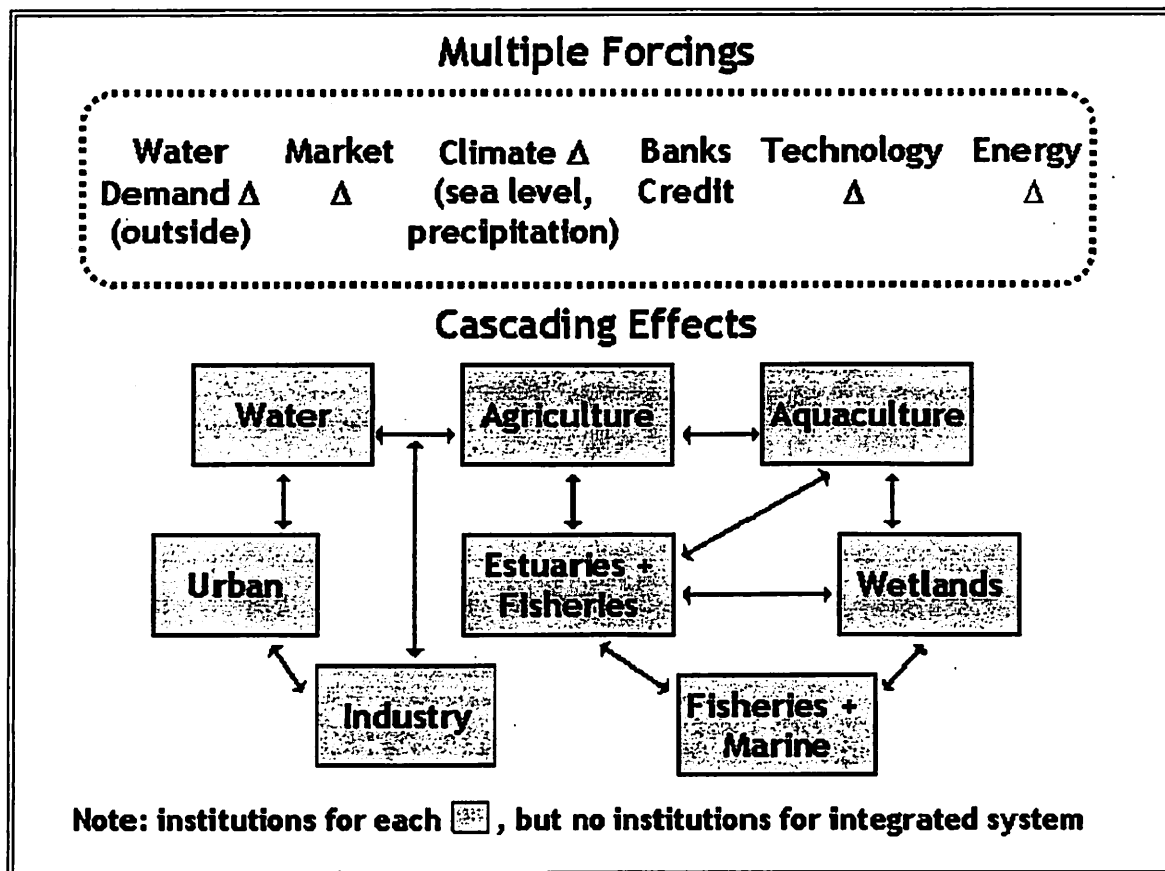 Multiple Forcings
Water Market Climate Δ Banks Technology Energy
Demand Δ Δ (sea level, Credit Δ Δ
(outside) precipitation)
Cascading Effects
Water Agriculture Aquaculture
Urban Estuaries + Wetlands
Fisheries
Industry Fisheries +
Marine
Note: institutions for each , but no institutions for integrated system